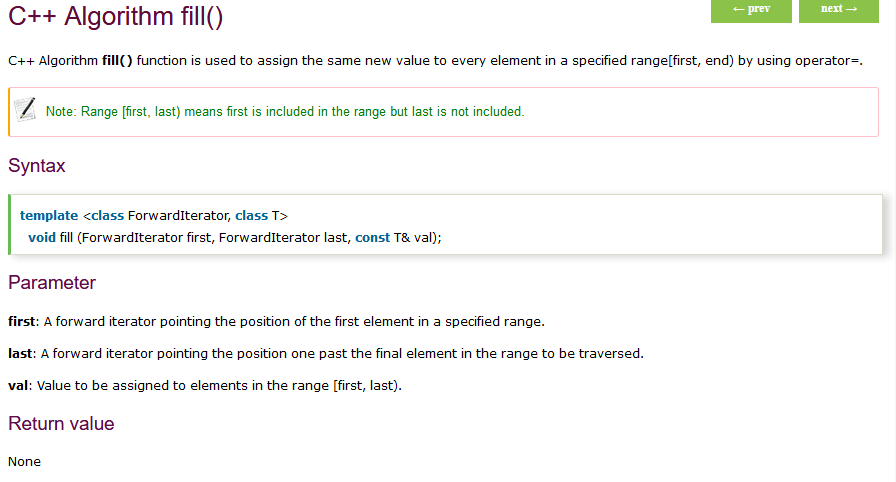 C++ Algorithm fill()
← prev
next →
C++ Algorithm fill() function is used to assign the same new value to every element in a specified range[first, end) by using operator=.
Note: Range [first, last) means first is included in the range but last is not included.
Syntax
template <class ForwardIterator, class T>
void fill (ForwardIterator first, ForwardIterator last, const T& val);
Parameter
first: A forward iterator pointing the position of the first element in a specified range.
last: A forward iterator pointing the position one past the final element in the range to be traversed.
val: Value to be assigned to elements in the range [first, last).
Return value
None